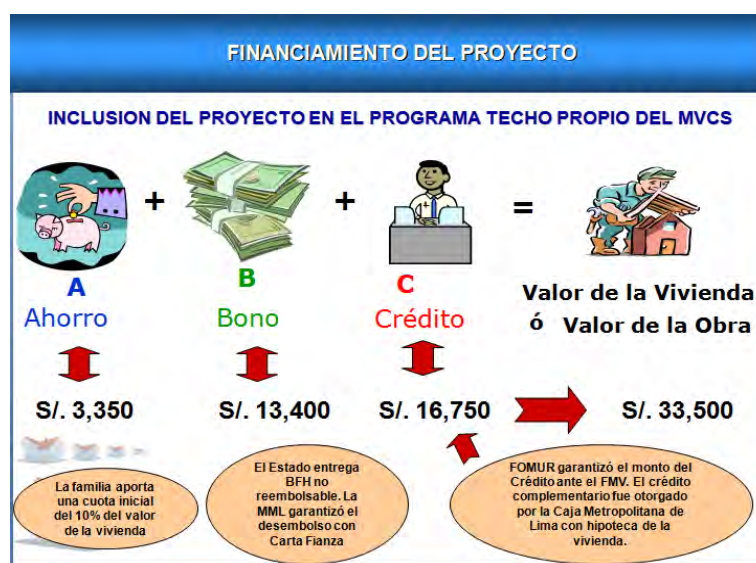 FINANCIAMIENTO DEL PROYECTO
INCLUSION DEL PROYECTO EN EL PROGRAMA TECHO PROPIO DEL MVCS
+ + =
A
Ahorro
B
Bono
C
Crédito
Valor de la Vivienda
ó Valor de la Obra
S/. 3,350
S/. 13,400
S/. 16,750
S/. 33,500
La familia aporta
una cuota inicial
del 10% del valor
de la vivienda
El Estado entrega
BFH no
reembolsable. La
MML garantizó el
desembolso con
Carta Fianza
FOMUR garantizó el monto del
Crédito ante el FMV. El crédito
complementario fue otorgado
por la Caja Metropolitana de
Lima con hipoteca de la
vivienda.